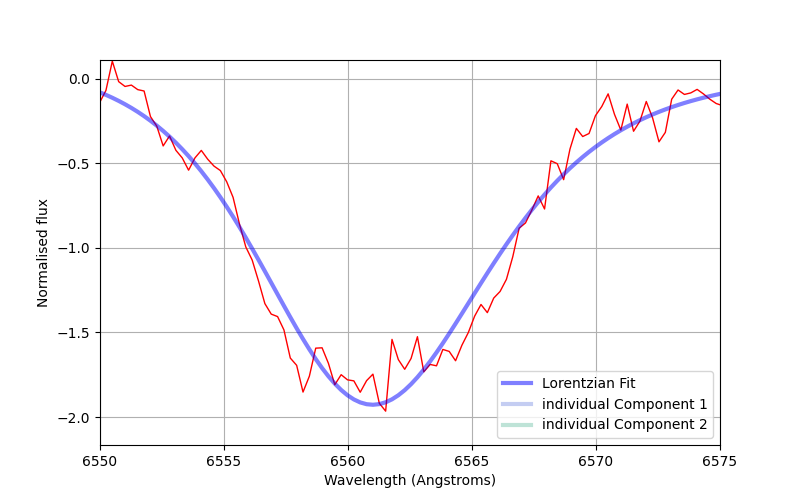 0.0
−0.5
−1.0
−1.5
−2.0
Normalised flux
6550 6555 6560 6565 6570 6575
Wavelength (Angstroms)
Lorentzian Fit
individual Component 1
individual Component 2